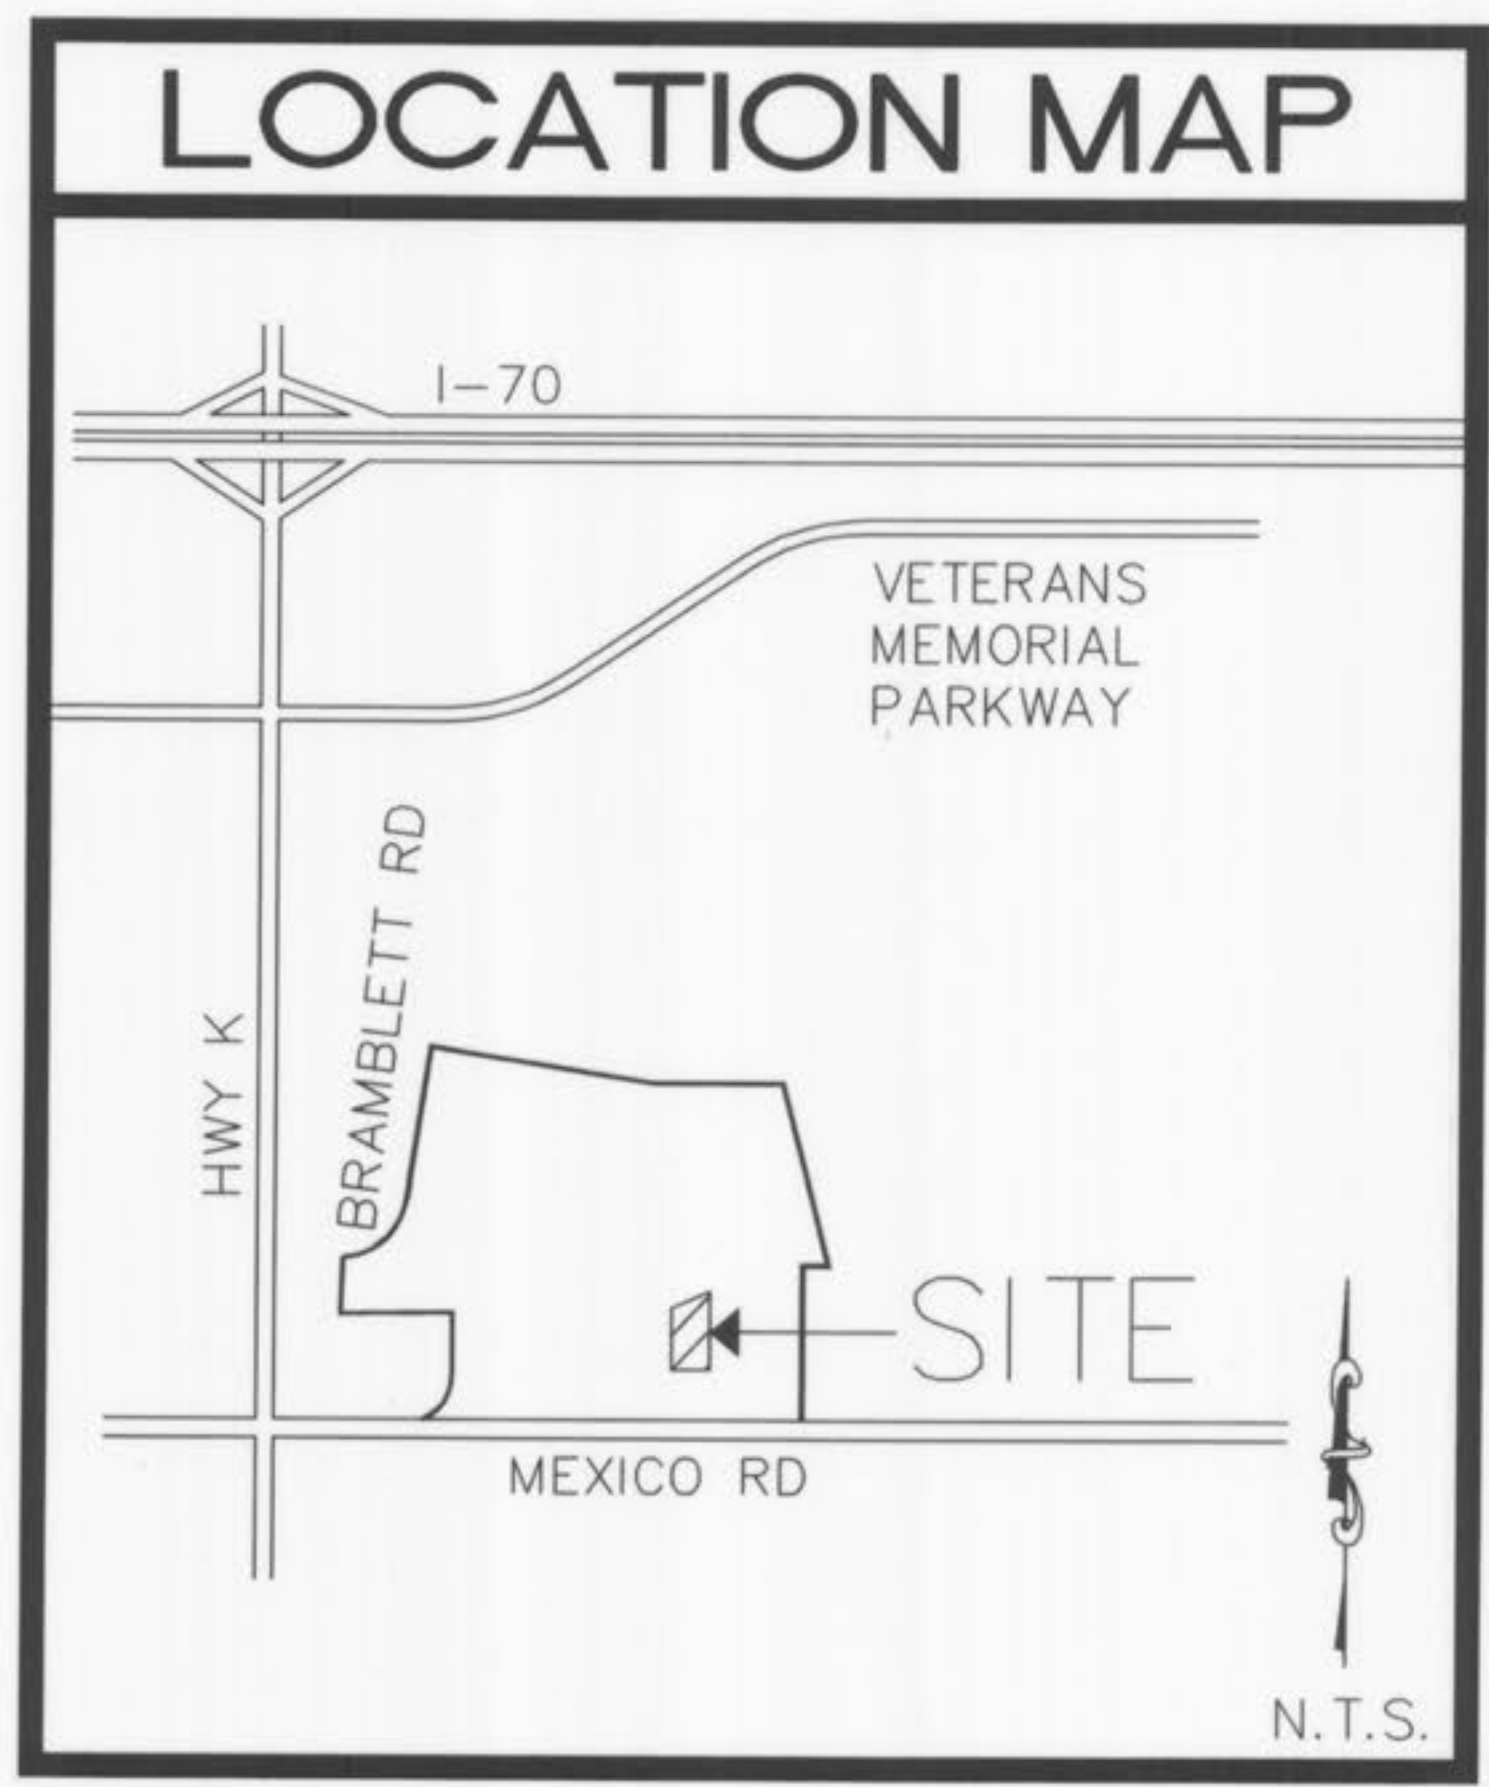 LOCATION MAP
I-70
VETERANS
MEMORIAL
PARKWAY
BRAMBLETT RD
HWY K
SITE
MEXICO RD
N.T.S.